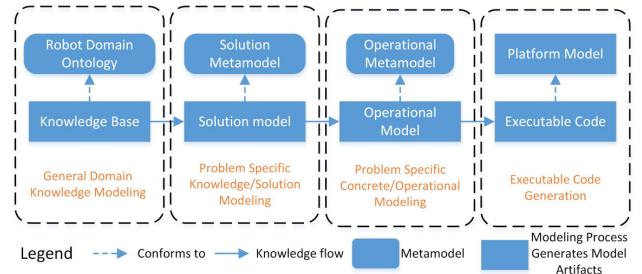 Robot Domain
Ontology
Solution
Metamodel
Operational
Metamodel
Platform Model
Knowledge Base
Solution model
Operational
Model
Executable Code
General Domain
Knowledge Modeling
Problem Specific
Knowledge/Solution
Modeling
Problem Specific
Concrete/Operational
Modeling
Executable Code
Generation
Legend
Conforms to
Knowledge flow
Metamodel
Modeling Process
Generates Model
Artifacts